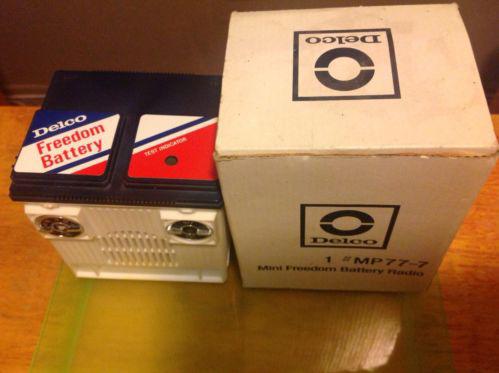 Delco
Freedom
Battery
TEST INDICATOR
Delco
Delco
1 #MP77-7
Mini Freedom Battery Radio